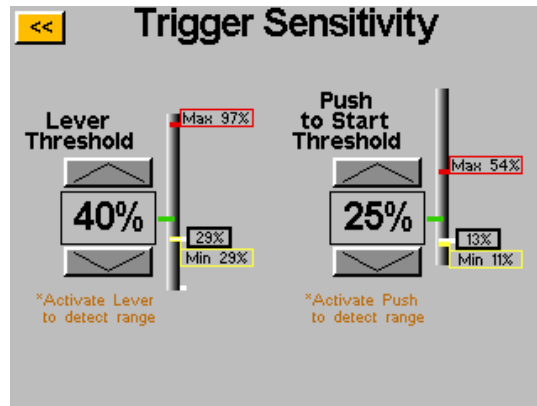 <<
Trigger Sensitivity
Lever
Threshold
Max 97%
40%
29%
Min 29%
*Activate Lever
to detect range
Push
to Start
Threshold
Max 54%
25%
13%
Min 11%
*Activate Push
to detect range